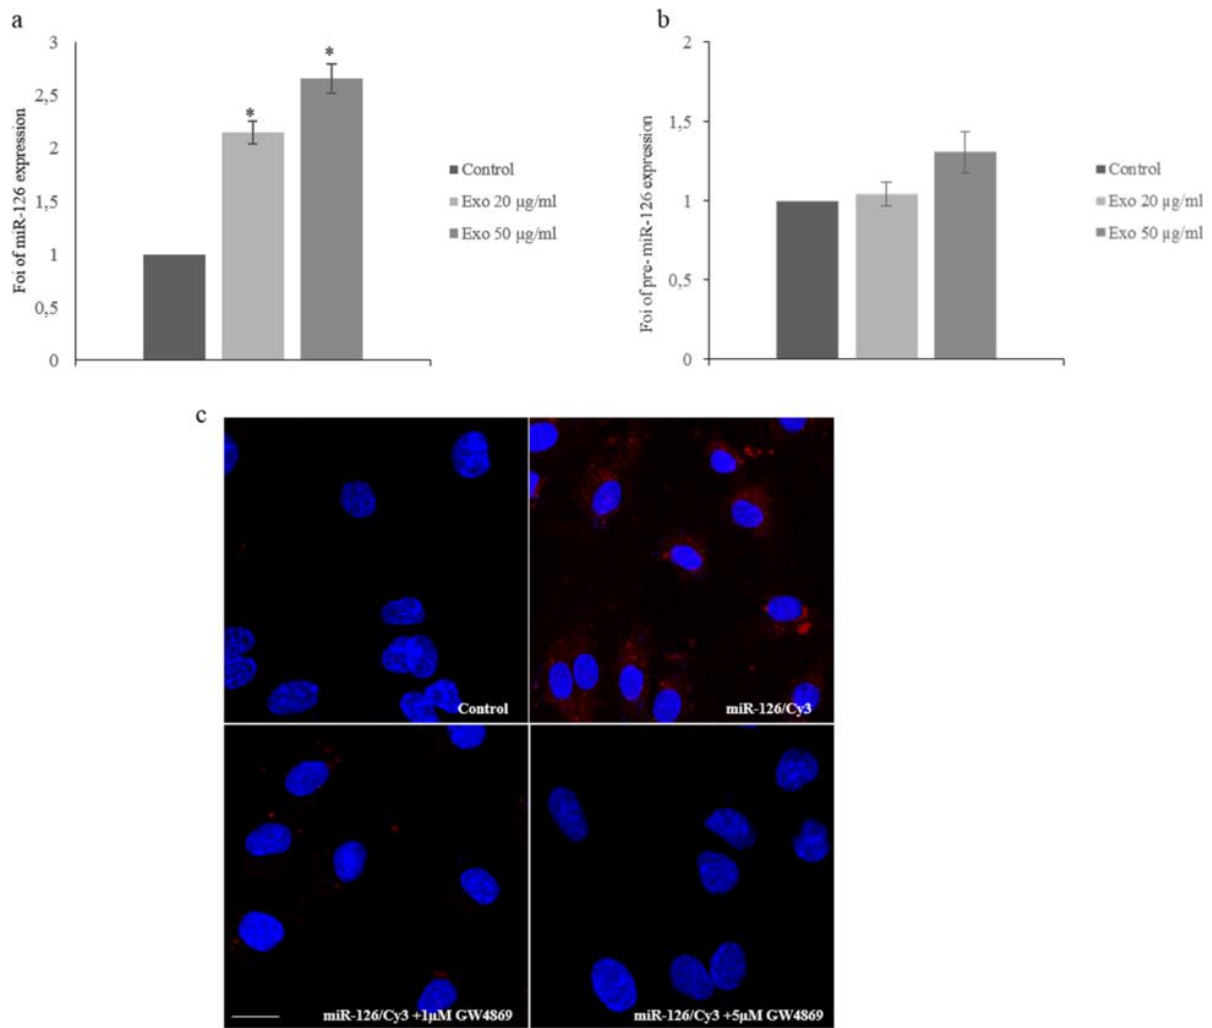 a
Foi of miR-126 expression
3
2,5
2
1,5
1
0,5
0
*
*
Control
Exo 20 µg/ml
Exo 50 µg/ml
b
Foi of pre- miR-126 expression
2
1,5
1
0,5
0
Control
Exo 20 µg/ml
Exo 50 µg/ml
c
Control
miR-126/Cy3
miR-126/Cy3 +1µM GW4869
miR-126/Cy3 +5µM GW4869